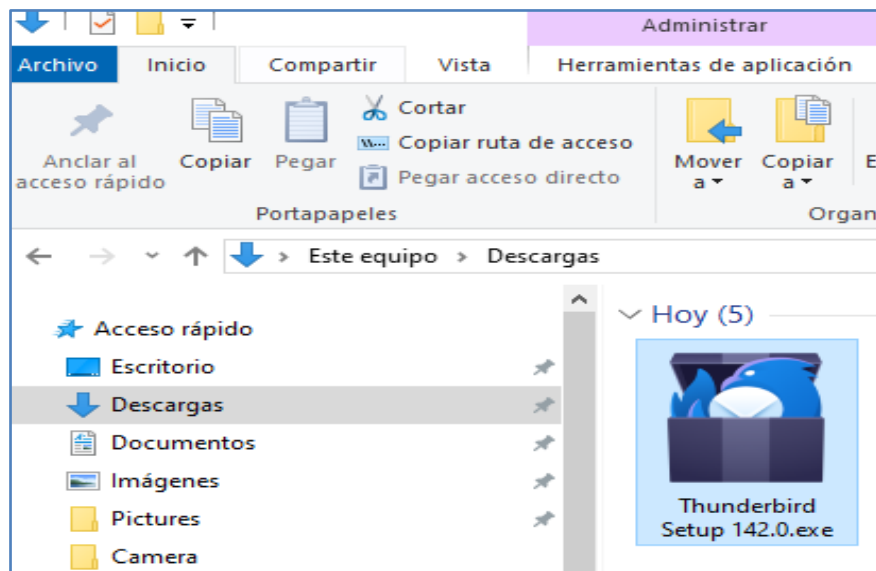 Administrar
Archivo Inicio Compartir Vista Herramientas de aplicación
Anclar al
acceso rápido
Copiar
Pegar
Cortar
Copiar ruta de acceso
Pegar acceso directo
Mover
a
Copiar
a
E
Portapapeles
Organ
Este equipo > Descargas
Acceso rápido
Escritorio
Descargas
Documentos
Imágenes
Pictures
Camera
Hoy (5)
Thunderbird
Setup 142.0.exe